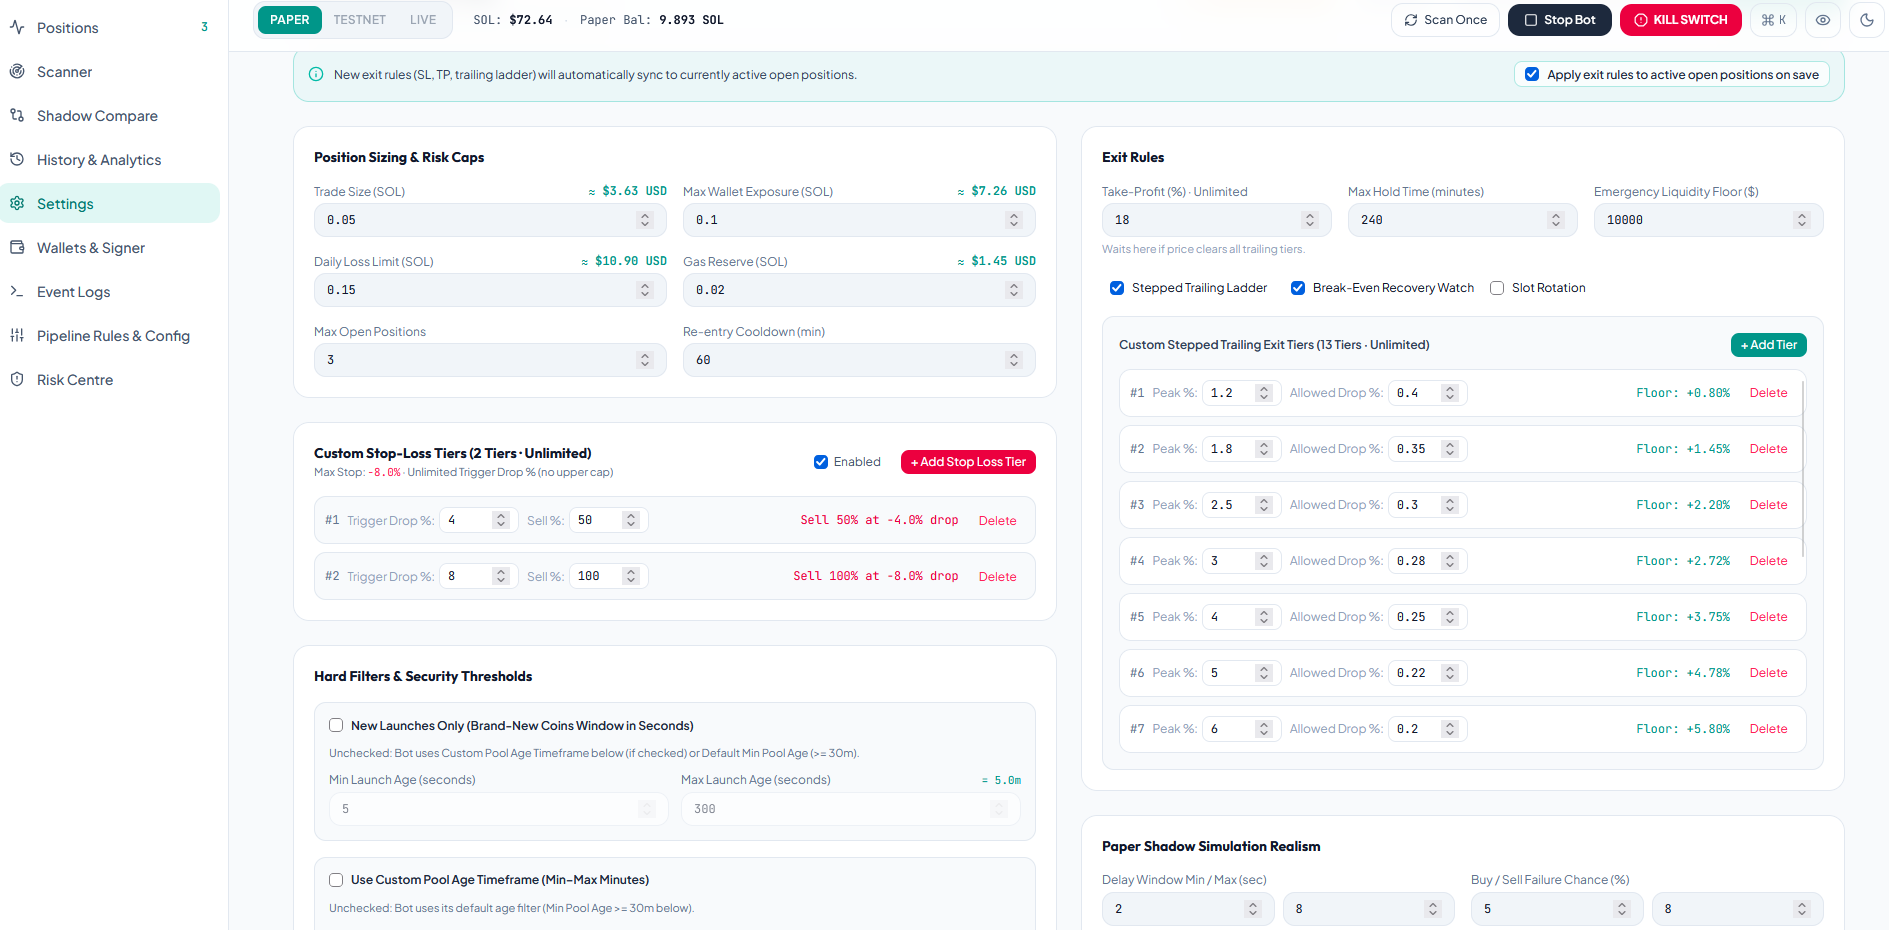 Positions 3
Scanner
Shadow Compare
History & Analytics
Settings
Wallets & Signer
Event Logs
Pipeline Rules & Config
Risk Centre
PAPER TESTNET LIVE SOL: $72.64 · Paper Bal: 9.893 SOL
Scan Once Stop Bot KILL SWITCH ⌘ K
New exit rules (SL, TP, trailing ladder) will automatically sync to currently active open positions.
Apply exit rules to active open positions on save
Position Sizing & Risk Caps
Trade Size (SOL) ≈ $3.63 USD Max Wallet Exposure (SOL) ≈ $7.26 USD
0.05 0.1
Daily Loss Limit (SOL) ≈ $10.90 USD Gas Reserve (SOL) ≈ $1.45 USD
0.15 0.02
Max Open Positions Re-entry Cooldown (min)
3 60
Custom Stop-Loss Tiers (2 Tiers · Unlimited)
Max Stop: -8.0% · Unlimited Trigger Drop % (no upper cap)
Enabled + Add Stop Loss Tier
#1 Trigger Drop %: 4 Sell %: 50 Sell 50% at -4.0% drop Delete
#2 Trigger Drop %: 8 Sell %: 100 Sell 100% at -8.0% drop Delete
Hard Filters & Security Thresholds
New Launches Only (Brand-New Coins Window in Seconds)
Unchecked: Bot uses Custom Pool Age Timeframe below (if checked) or Default Min Pool Age (>= 30m).
Min Launch Age (seconds) Max Launch Age (seconds) = 5.0m
5 300
Use Custom Pool Age Timeframe (Min–Max Minutes)
Unchecked: Bot uses its default age filter (Min Pool Age >= 30m below).
Exit Rules
Take-Profit (%) · Unlimited Max Hold Time (minutes) Emergency Liquidity Floor ($)
18 240 10000
Waits here if price clears all trailing tiers.
Stepped Trailing Ladder Break-Even Recovery Watch Slot Rotation
Custom Stepped Trailing Exit Tiers (13 Tiers · Unlimited) + Add Tier
#1 Peak %: 1.2 Allowed Drop %: 0.4 Floor: +0.80% Delete
#2 Peak %: 1.8 Allowed Drop %: 0.35 Floor: +1.45% Delete
#3 Peak %: 2.5 Allowed Drop %: 0.3 Floor: +2.20% Delete
#4 Peak %: 3 Allowed Drop %: 0.28 Floor: +2.72% Delete
#5 Peak %: 4 Allowed Drop %: 0.25 Floor: +3.75% Delete
#6 Peak %: 5 Allowed Drop %: 0.22 Floor: +4.78% Delete
#7 Peak %: 6 Allowed Drop %: 0.2 Floor: +5.80% Delete
Paper Shadow Simulation Realism
Delay Window Min / Max (sec) Buy / Sell Failure Chance (%)
2 8 5 8